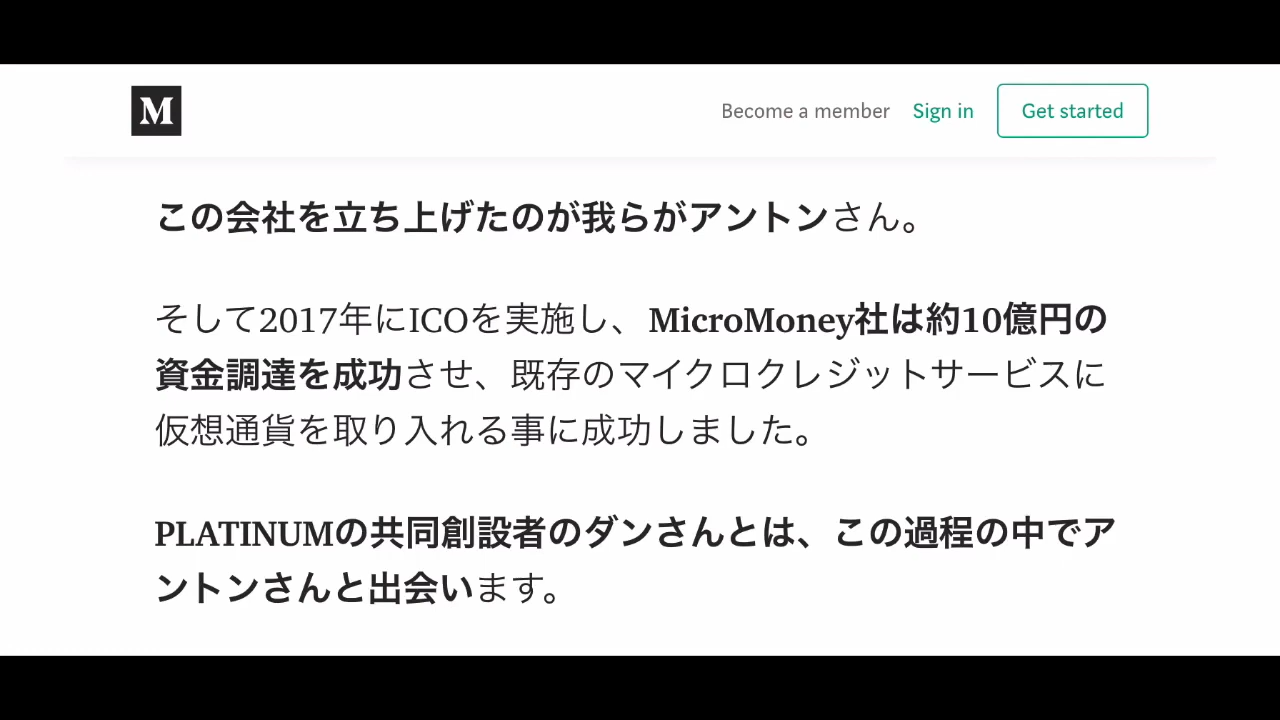 M
Become a member Sign in Get started
この会社を立ち上げたのが我らがアントンさん。
そして2017年にICOを実施し、MicroMoney社は約10億円の
資金調達を成功させ、既存のマイクロクレジットサービスに
仮想通貨を取り入れる事に成功しました。
PLATINUMの共同創設者のダンさんとは、この過程の中でア
ントンさんと出会います。